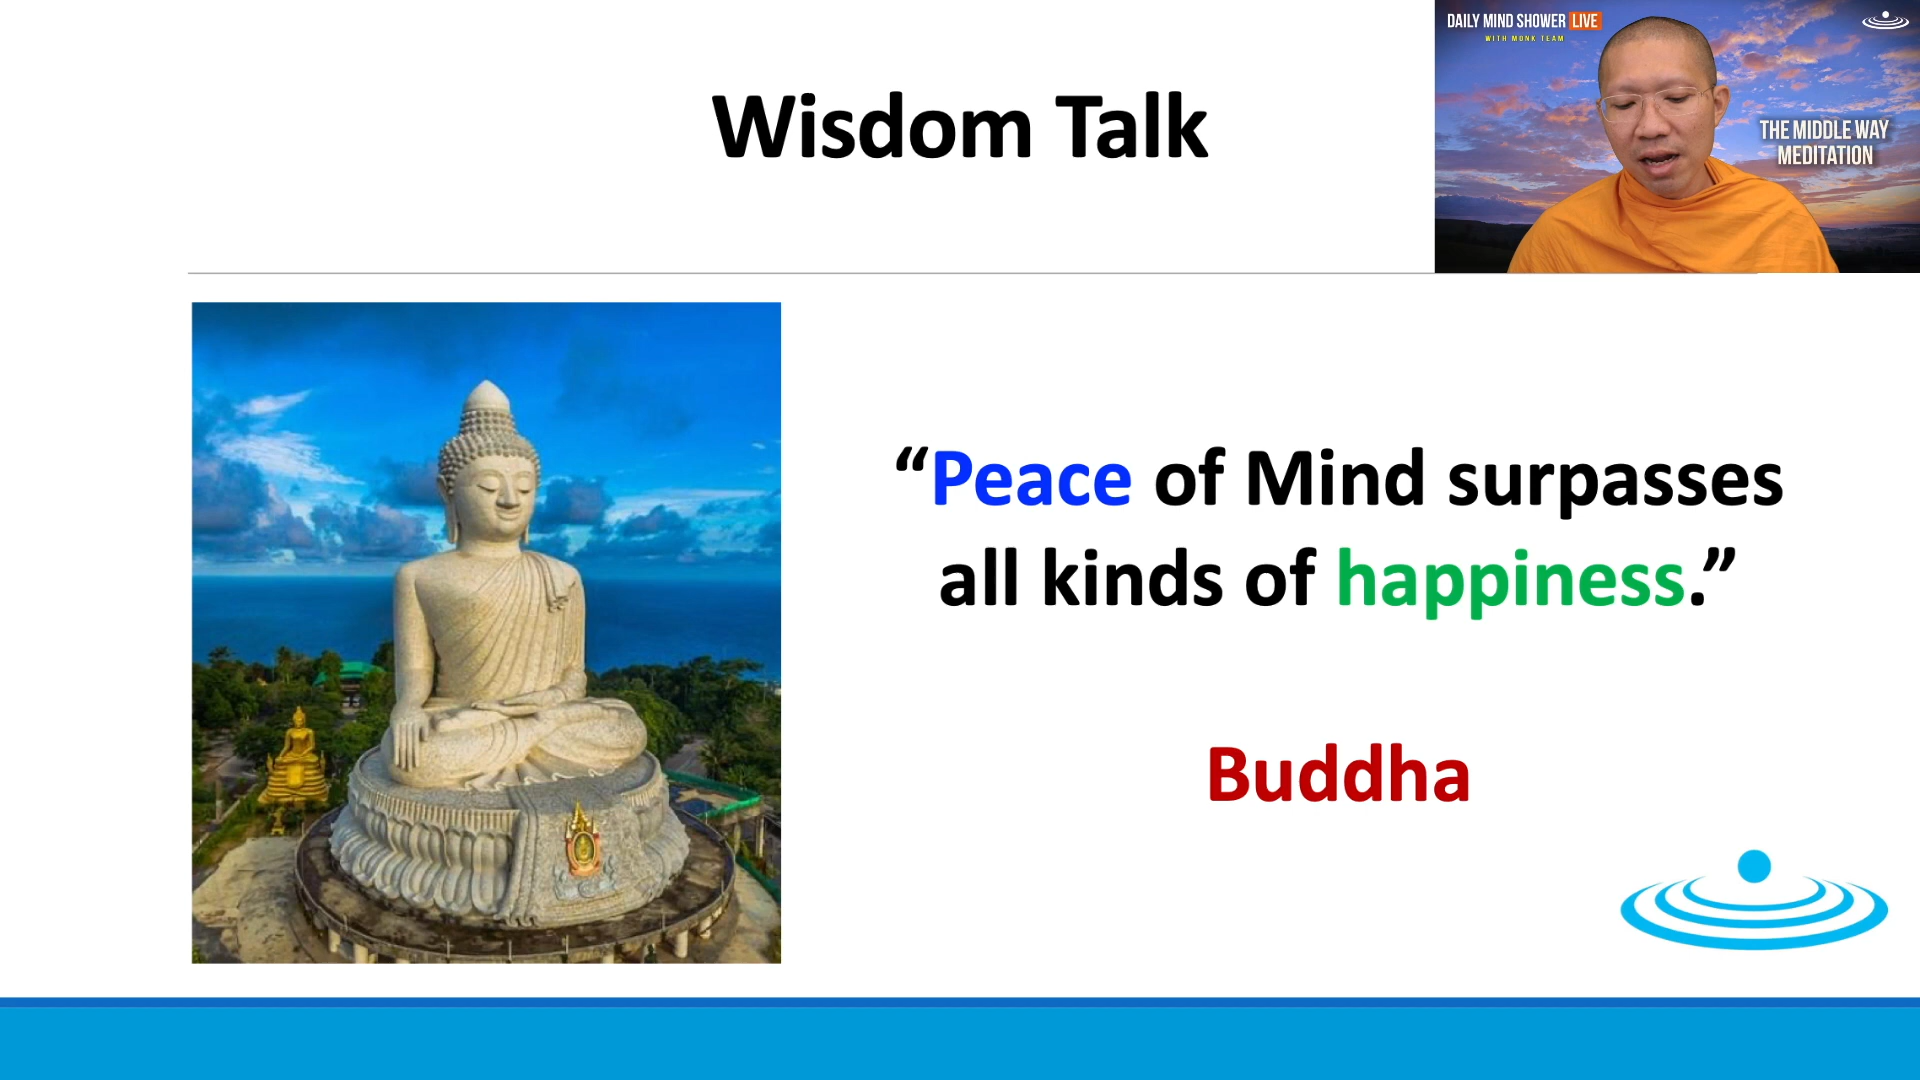 Wisdom Talk
DAILY MIND SHOWER LIVE
WITH MONK TEAM
THE MIDDLE WAY
MEDITATION
“Peace of Mind surpasses
all kinds of happiness.”
Buddha